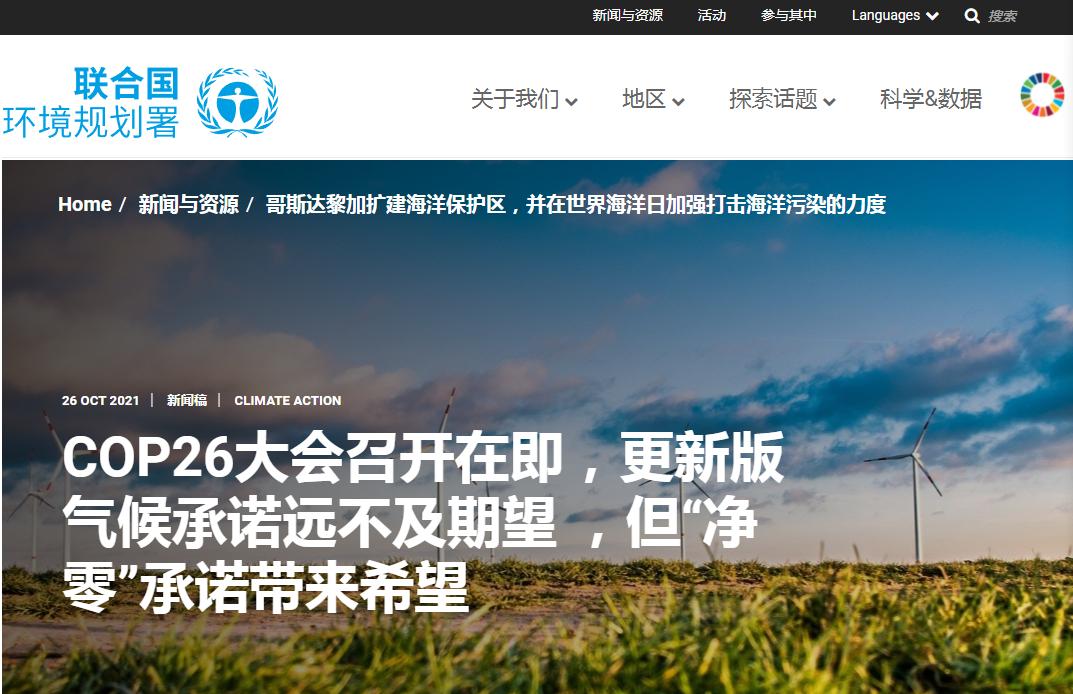 新闻与资源 活动 参与其中 Languages 搜索
联合国
环境规划署
关于我们 地区 探索话题 科学&数据
Home / 新闻与资源 / 哥斯达黎加扩建海洋保护区，并在世界海洋日加强打击海洋污染的力度
26 OCT 2021 | 新闻稿 | CLIMATE ACTION
COP26大会召开在即，更新版
气候承诺远不及期望 ，但“净
零”承诺带来希望